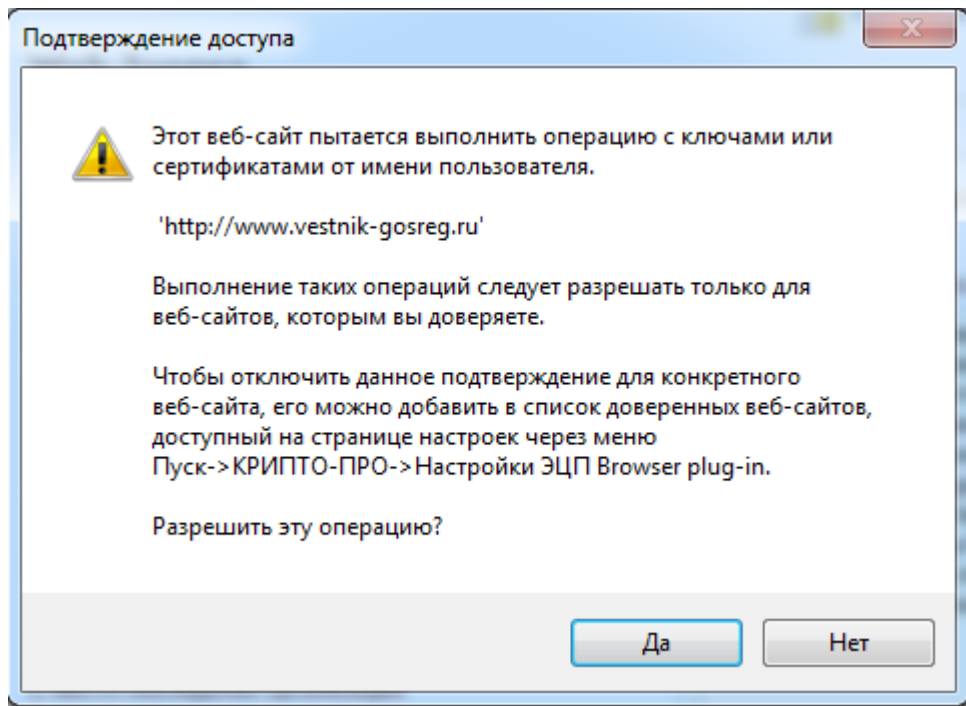 Подтверждение доступа
Этот веб-сайт пытается выполнить операцию с ключами или
сертификатами от имени пользователя.
'http://www.vestnik-gosreg.ru'
Выполнение таких операций следует разрешать только для
веб-сайтов, которым вы доверяете.
Чтобы отключить данное подтверждение для конкретного
веб-сайта, его можно добавить в список доверенных веб-сайтов,
доступный на странице настроек через меню
Пуск->КРИПТО-ПРО->Настройки ЭЦП Browser plug-in.
Разрешить эту операцию?
Да Нет